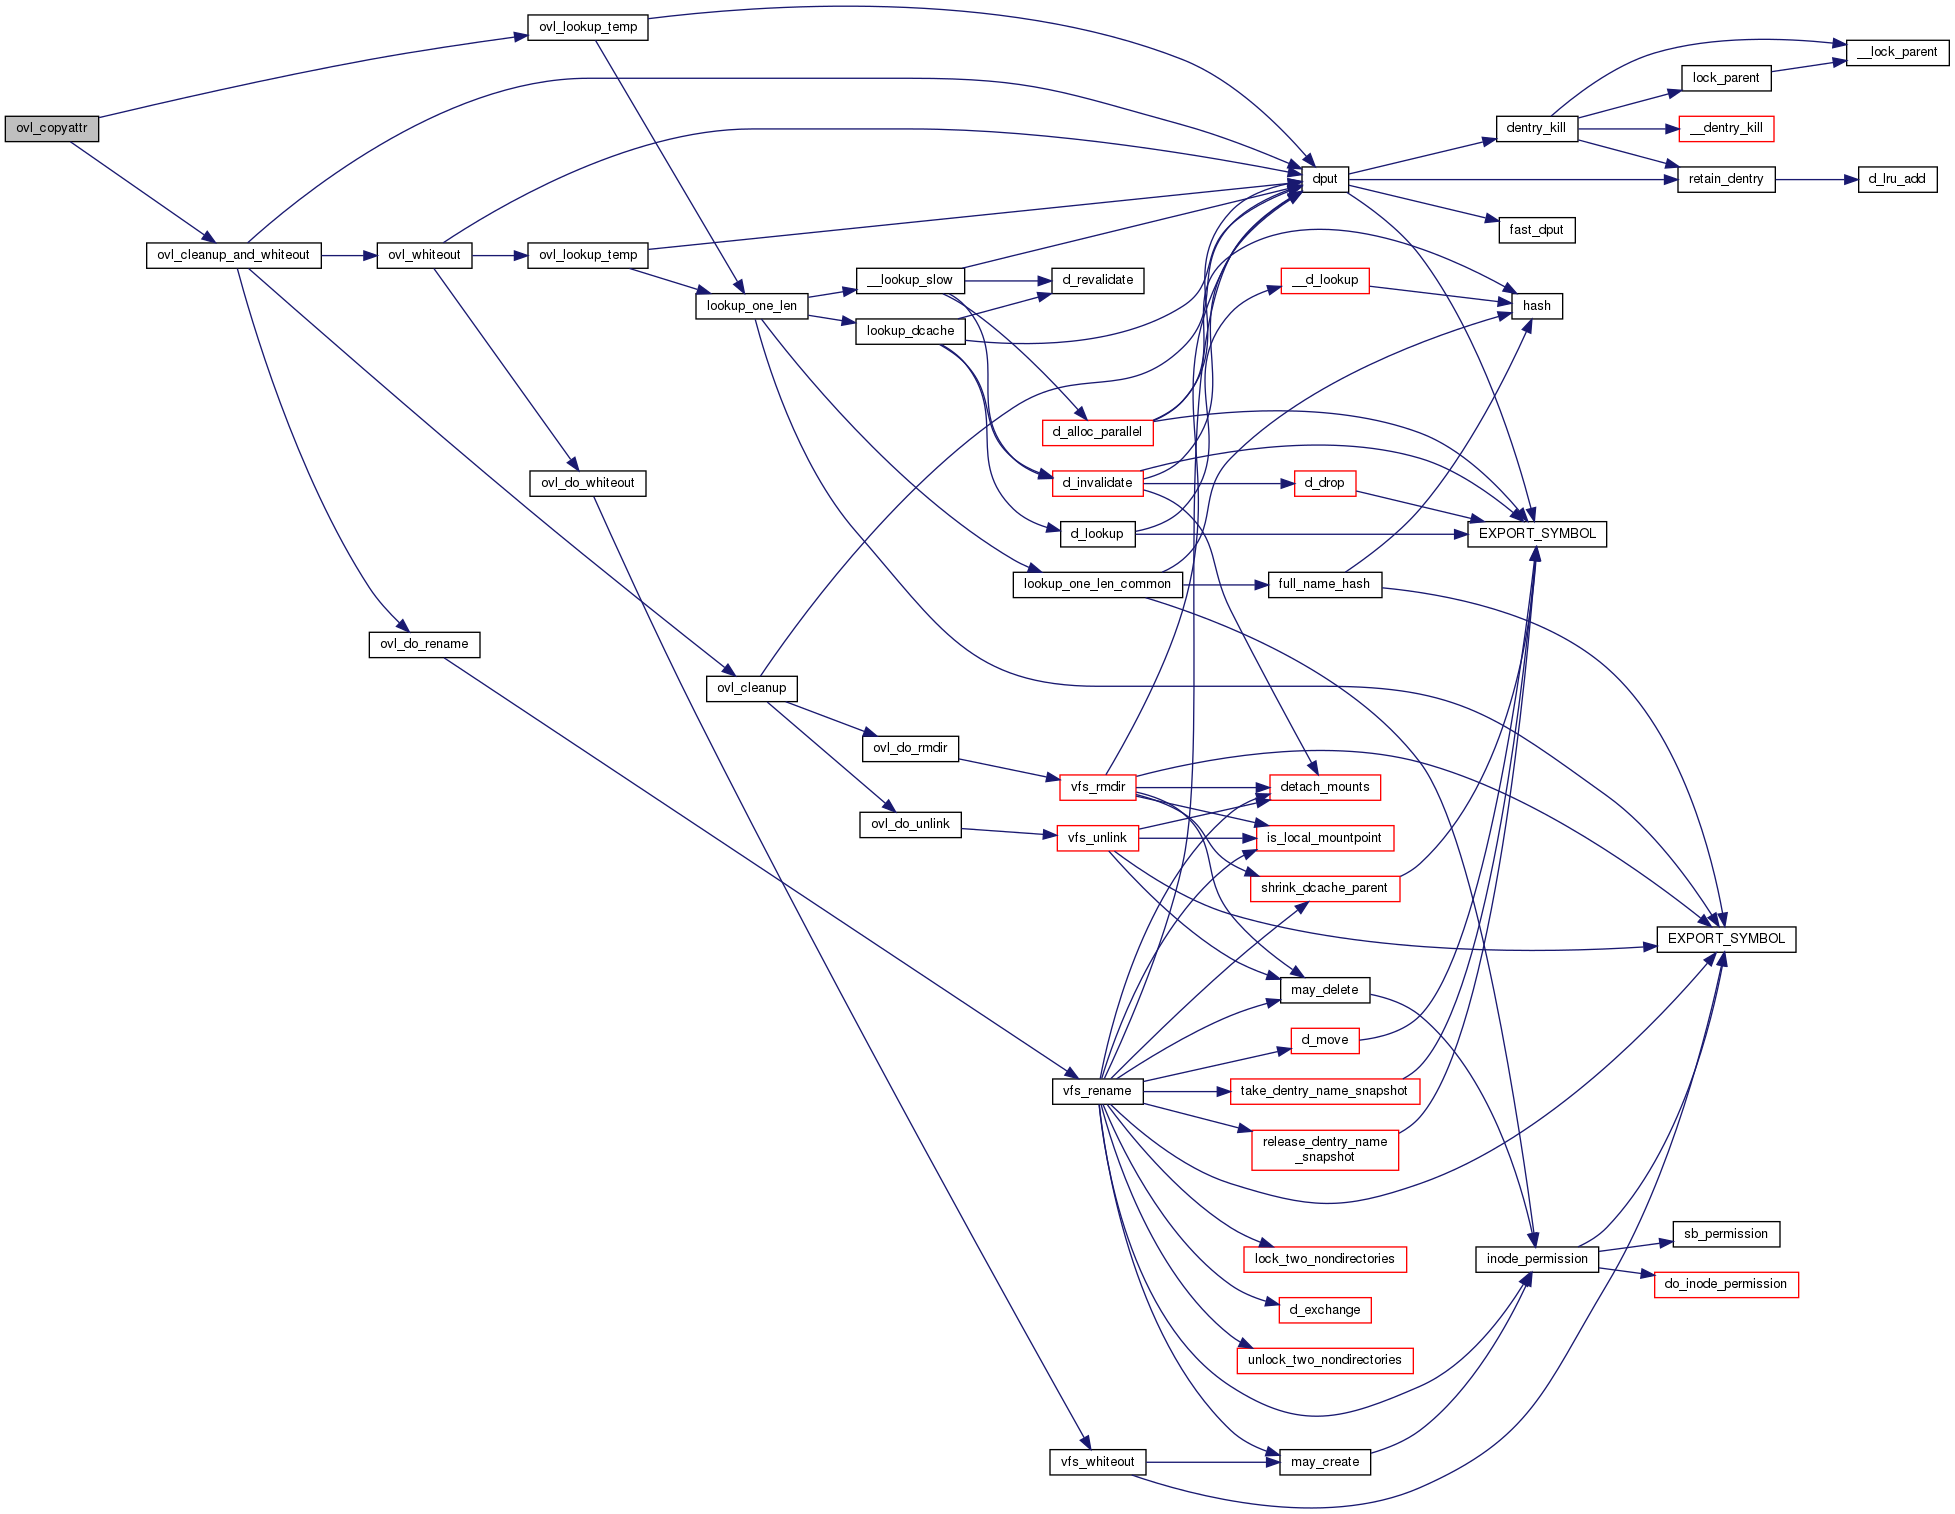 ovl_lookup_temp
__lock_parent
lock_parent
ovl_copyattr
dentry_kill
__dentry_kill
dput
retain_dentry
d_lru_add
fast_dput
ovl_cleanup_and_whiteout
ovl_whiteout
ovl_lookup_temp
__lookup_slow
d_revalidate
__d_lookup
lookup_one_len
hash
lookup_dcache
d_alloc_parallel
ovl_do_whiteout
d_invalidate
d_drop
d_lookup
EXPORT_SYMBOL
lookup_one_len_common
full_name_hash
ovl_do_rename
ovl_cleanup
ovl_do_rmdir
vfs_rmdir
detach_mounts
ovl_do_unlink
vfs_unlink
is_local_mountpoint
shrink_dcache_parent
EXPORT_SYMBOL
may_delete
d_move
vfs_rename
take_dentry_name_snapshot
release_dentry_name
_snapshot
sb_permission
lock_two_nondirectories
inode_permission
do_inode_permission
d_exchange
unlock_two_nondirectories
vfs_whiteout
may_create